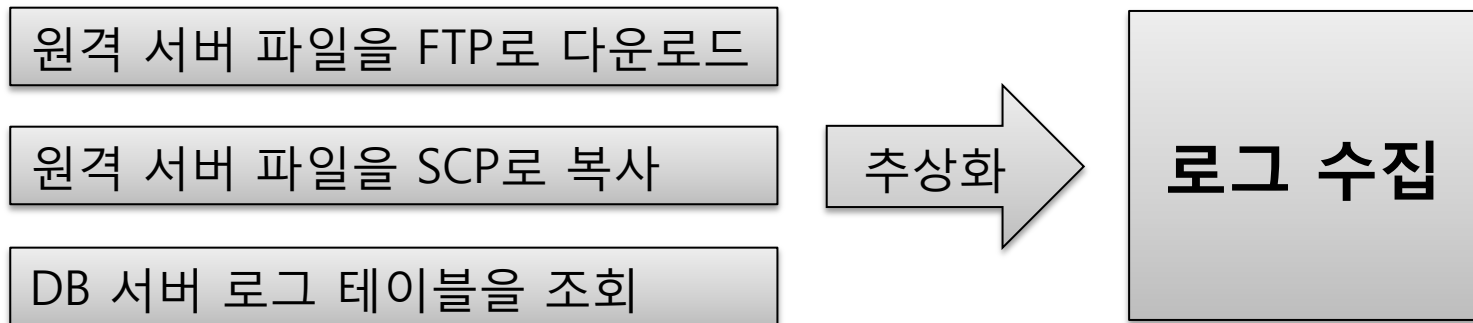 원격 서버 파일을 FTP로 다운로드
원격 서버 파일을 SCP로 복사
DB 서버 로그 테이블을 조회
추상화
로그 수집